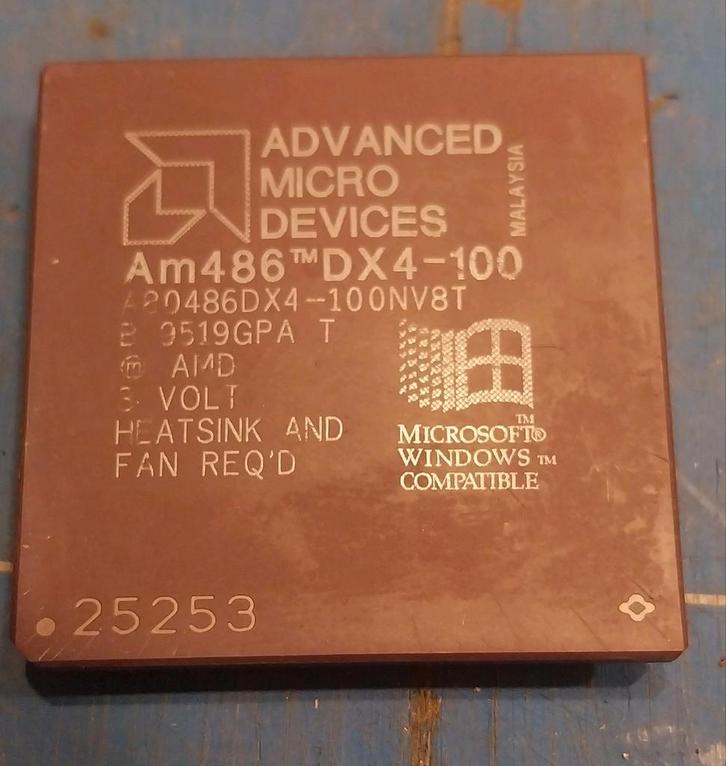 ADVANCED
MICRO
DEVICES
MALAYSIA
Am486™DX4-100
A80486DX4-100NV8T
B 9519GPA T
ⓜ AMD
3 VOLT
HEATSINK AND
FAN REQ'D
MICROSOFT®
WINDOWS™
COMPATIBLE
25253